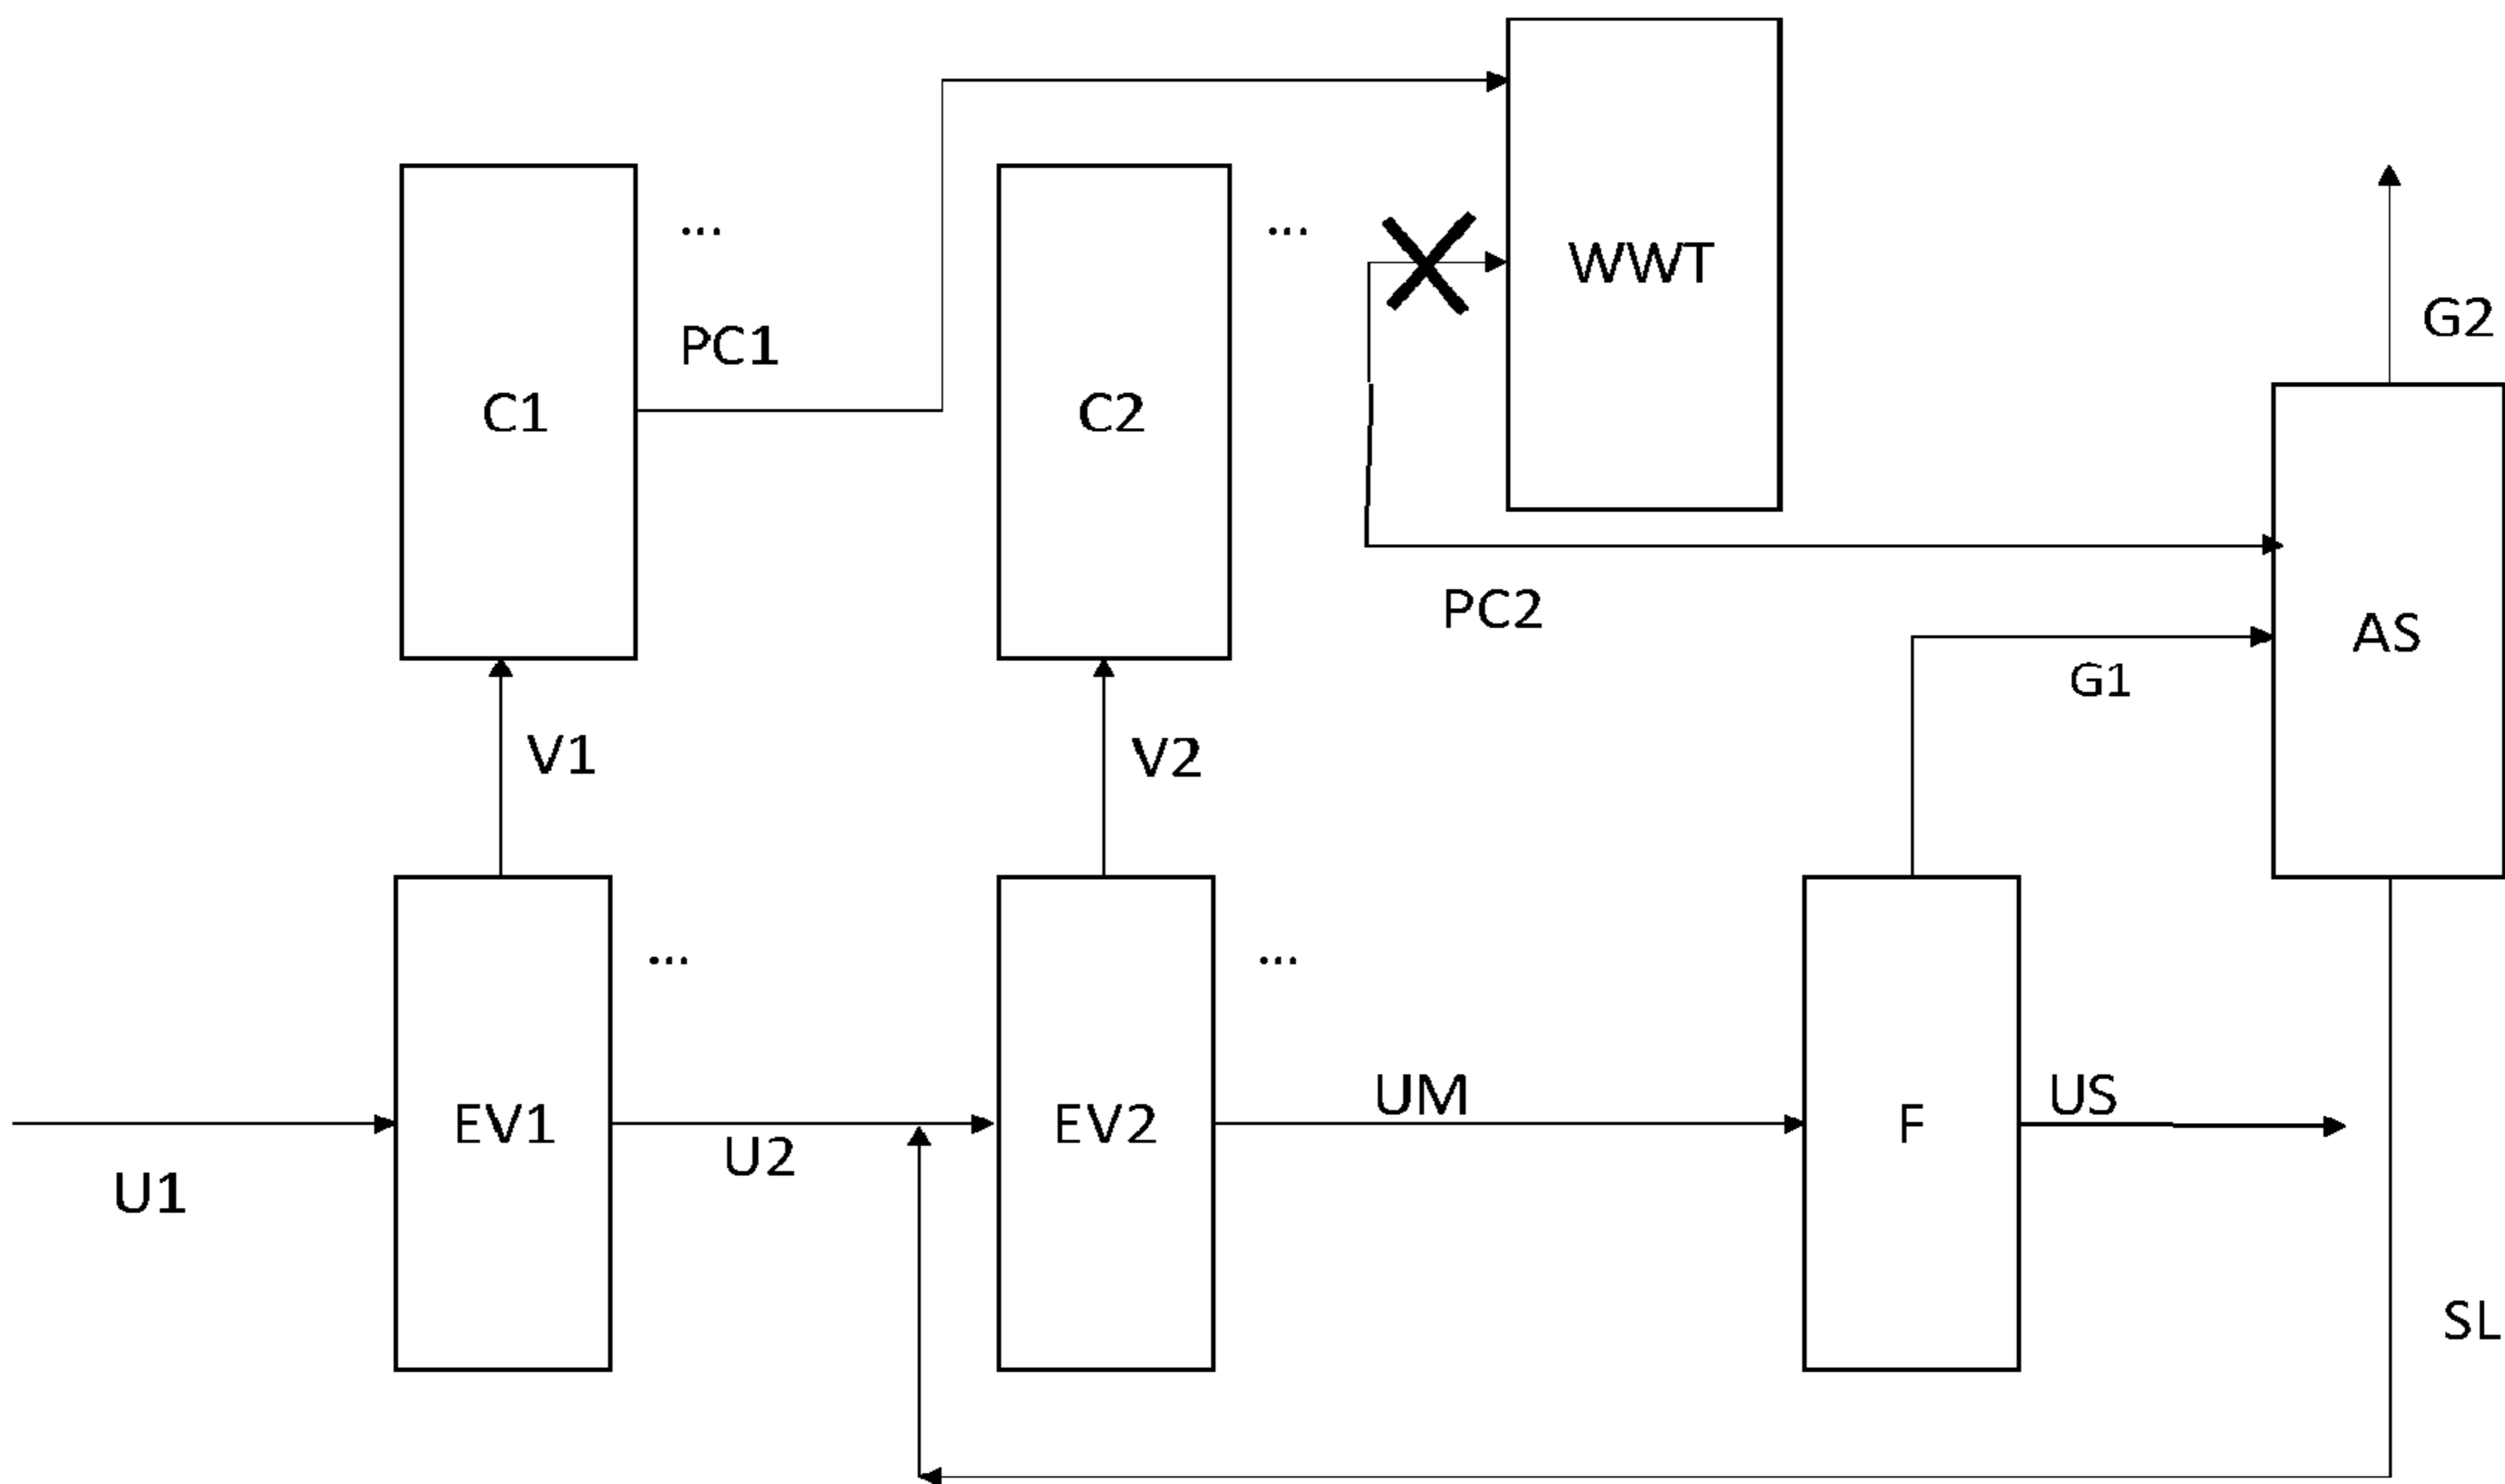 ...
...
WWT
G2
PC1
C1
C2
PC2
AS
G1
V1
V2
...
...
UM
US
EV1
EV2
F
U2
U1
SL